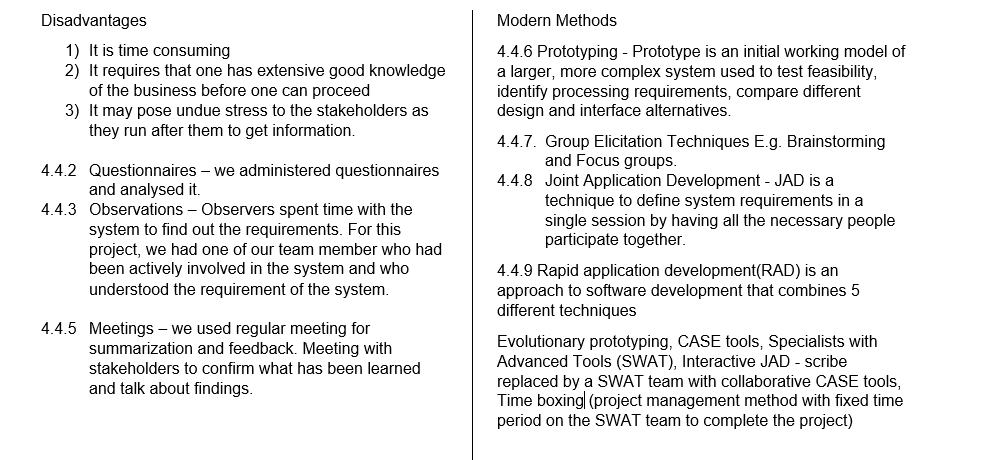 Disadvantages
1) It is time consuming
2) It requires that one has extensive good knowledge
of the business before one can proceed
3) It may pose undue stress to the stakeholders as
they run after them to get information.
4.4.2 Questionnaires – we administered questionnaires
and analysed it.
4.4.3 Observations – Observers spent time with the
system to find out the requirements. For this
project, we had one of our team member who had
been actively involved in the system and who
understood the requirement of the system.
4.4.5 Meetings – we used regular meeting for
summarization and feedback. Meeting with
stakeholders to confirm what has been learned
and talk about findings.
Modern Methods
4.4.6 Prototyping - Prototype is an initial working model of
a larger, more complex system used to test feasibility,
identify processing requirements, compare different
design and interface alternatives.
4.4.7. Group Elicitation Techniques E.g. Brainstorming
and Focus groups.
4.4.8 Joint Application Development - JAD is a
technique to define system requirements in a
single session by having all the necessary people
participate together.
4.4.9 Rapid application development(RAD) is an
approach to software development that combines 5
different techniques
Evolutionary prototyping, CASE tools, Specialists with
Advanced Tools (SWAT), Interactive JAD - scribe
replaced by a SWAT team with collaborative CASE tools,
Time boxing (project management method with fixed time
period on the SWAT team to complete the project)